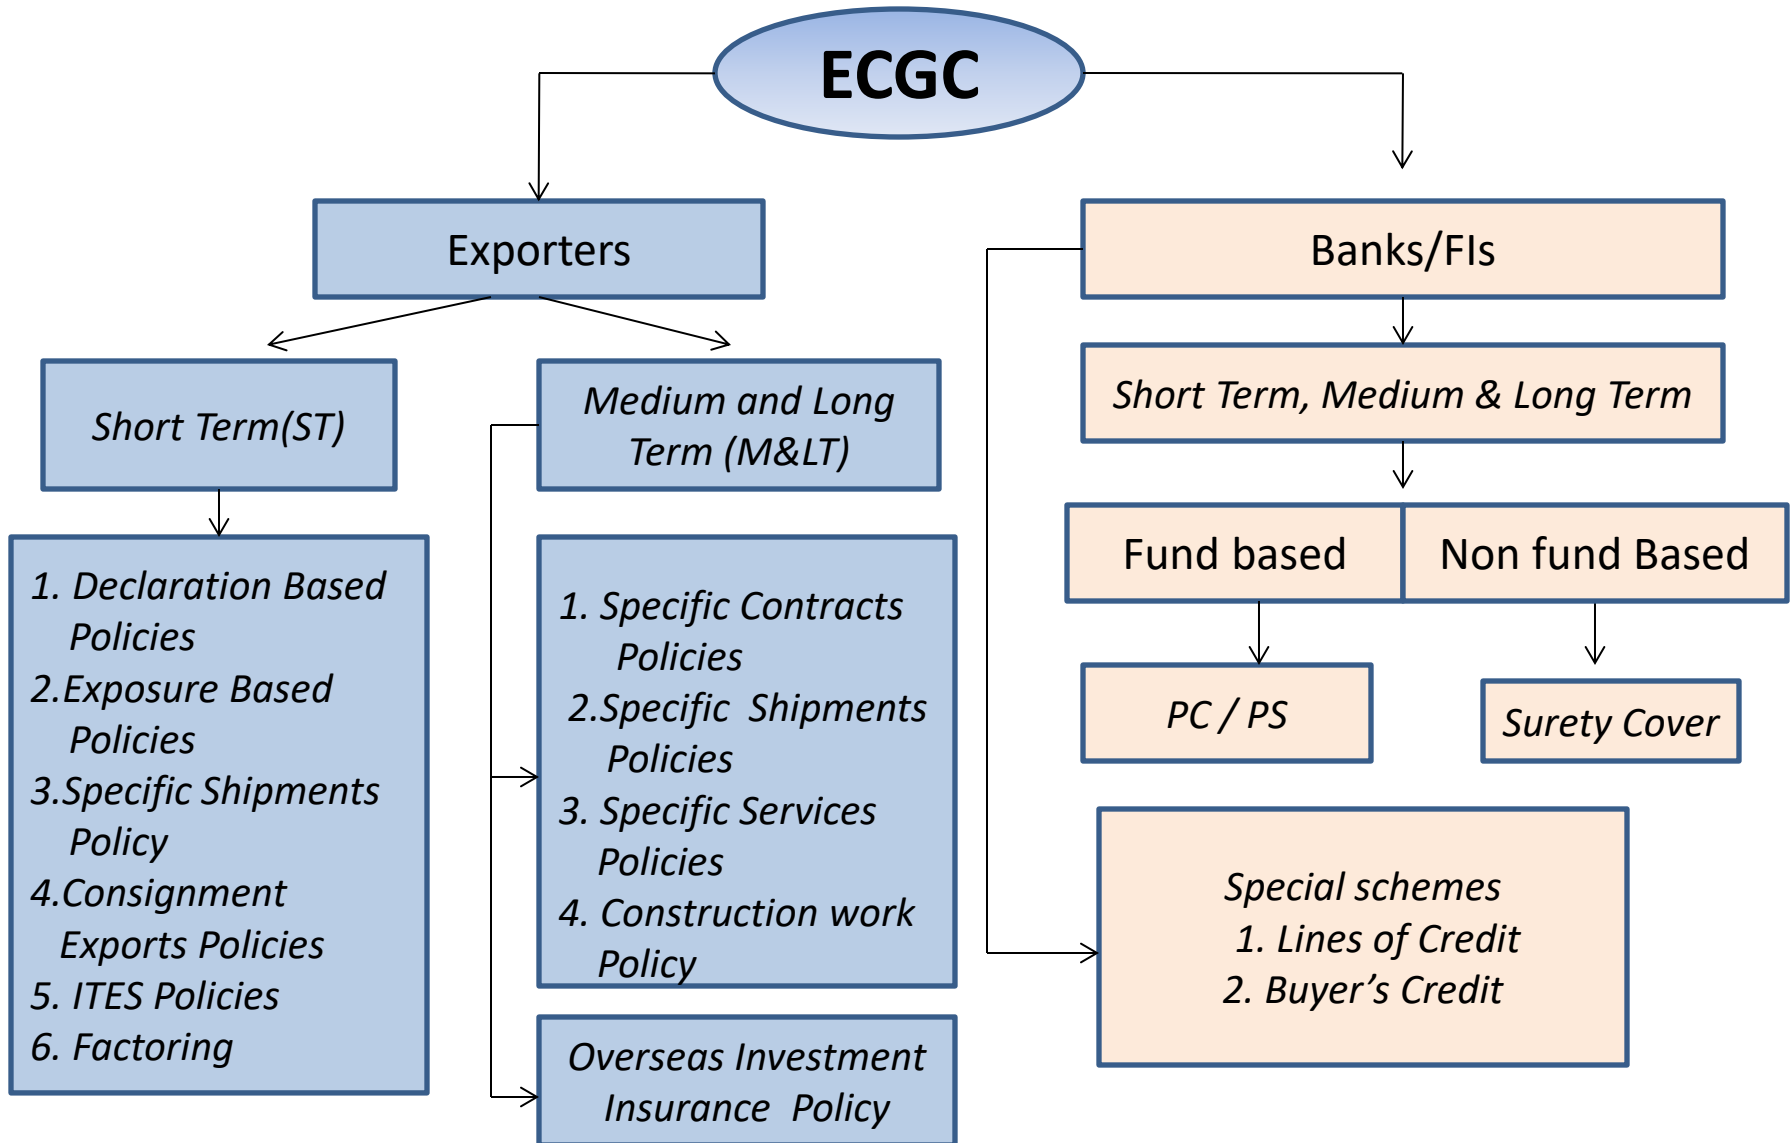 ECGC
Exporters
Banks/FIs
Short Term(ST)
Medium and Long
Term (M&LT)
Short Term, Medium & Long Term
Fund based
Non fund Based
1. Declaration Based
Policies
2.Exposure Based
Policies
3.Specific Shipments
Policy
4.Consignment
Exports Policies
5. ITES Policies
6. Factoring
1. Specific Contracts
Policies
2.Specific Shipments
Policies
3. Specific Services
Policies
4. Construction work
Policy
Overseas Investment
Insurance Policy
PC / PS
Surety Cover
Special schemes
1. Lines of Credit
2. Buyer’s Credit